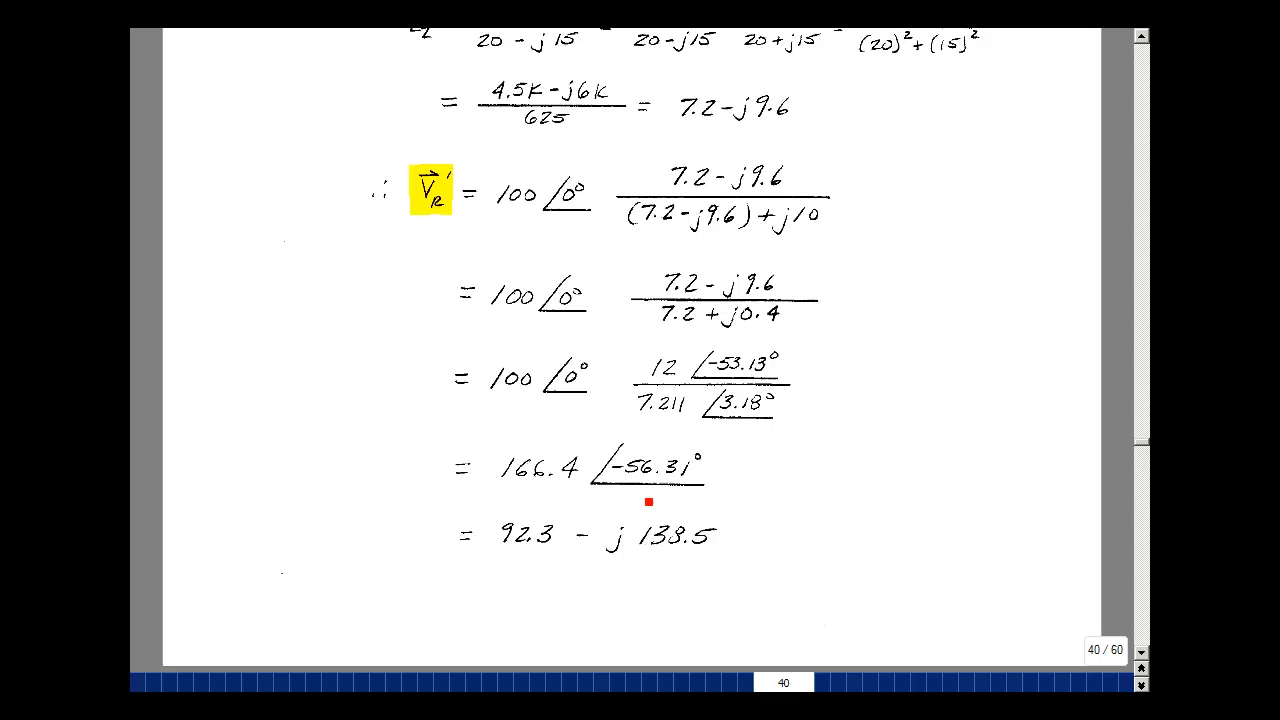 Z2 20 - j15 = 20-j15 20+j15 = (20)²+(15)²
= 4.5K-j6K / 625 = 7.2-j9.6
∴ V⃗R' = 100 ∠0° 7.2-j9.6 / (7.2-j9.6)+j10
= 100 ∠0° 7.2-j9.6 / 7.2+j0.4
= 100 ∠0° 12 ∠-53.13° / 7.211 ∠3.18°
= 166.4 ∠-56.31°
= 92.3 - j 138.5
40 / 60
40